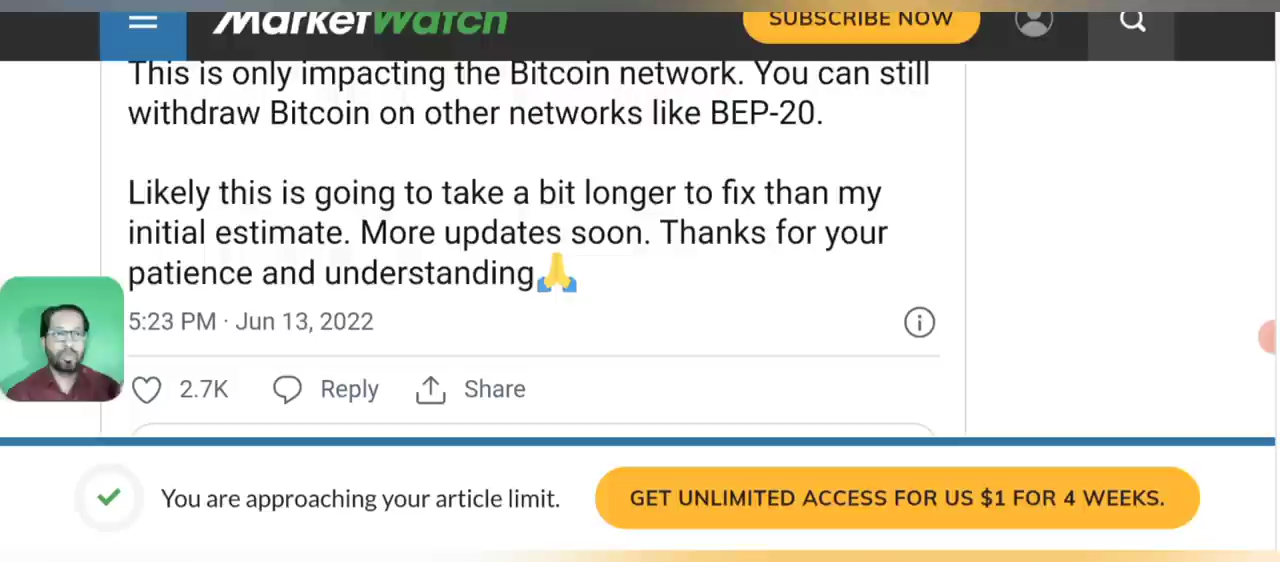 MarketWatch
SUBSCRIBE NOW
This is only impacting the Bitcoin network. You can still
withdraw Bitcoin on other networks like BEP-20.
Likely this is going to take a bit longer to fix than my
initial estimate. More updates soon. Thanks for your
patience and understanding🙏
5:23 PM · Jun 13, 2022
2.7K Reply Share
You are approaching your article limit.
GET UNLIMITED ACCESS FOR US $1 FOR 4 WEEKS.